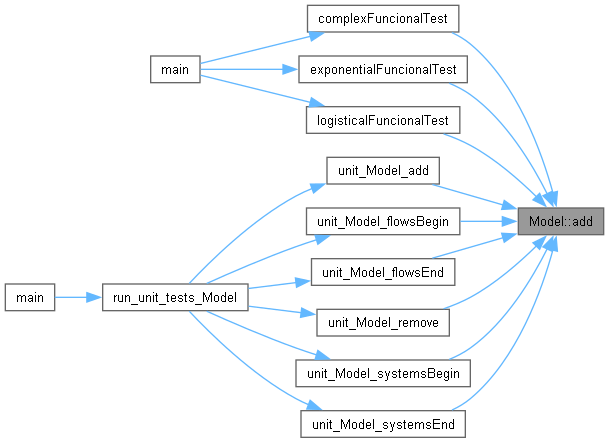 complexFuncionalTest
main
exponentialFuncionalTest
logisticalFuncionalTest
unit_Model_add
Model::add
unit_Model_flowsBegin
unit_Model_flowsEnd
main
run_unit_tests_Model
unit_Model_remove
unit_Model_systemsBegin
unit_Model_systemsEnd